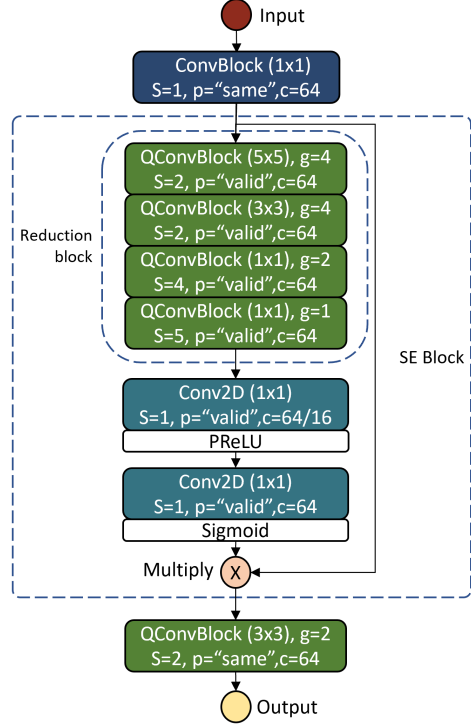 Input
ConvBlock (1x1)
S=1, p=“same”,c=64
QConvBlock (5x5), g=4
S=2, p=“valid”,c=64
QConvBlock (3x3), g=4
S=2, p=“valid”,c=64
Reduction
block
QConvBlock (1x1), g=2
S=4, p=“valid”,c=64
QConvBlock (1x1), g=1
S=5, p=“valid”,c=64
SE Block
Conv2D (1x1)
S=1, p=“valid”,c=64/16
PReLU
Conv2D (1x1)
S=1, p=“valid”,c=64
Sigmoid
Multiply
X
QConvBlock (3x3), g=2
S=2, p=“same”,c=64
Output